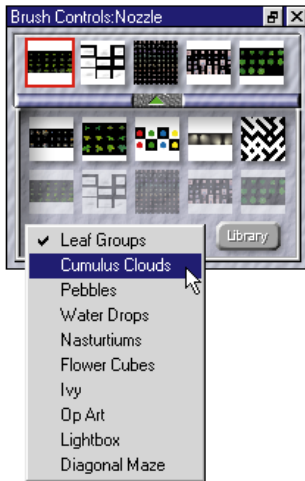 Brush Controls:Nozzle
Library
Leaf Groups
Cumulus Clouds
Pebbles
Water Drops
Nasturtiums
Flower Cubes
Ivy
Op Art
Lightbox
Diagonal Maze